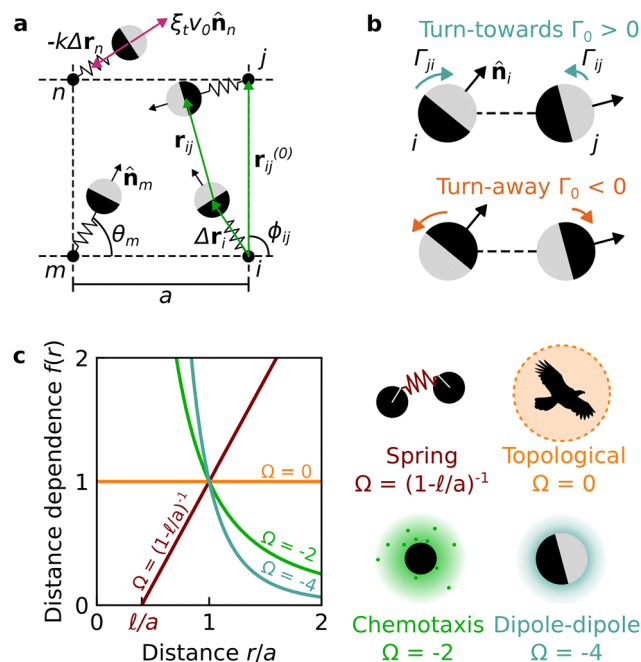 a
-kΔr_n
ξ_t v_0 n̂_n
n
j
r_ij
r_ij^(0)
n̂_m
θ_m
Δr_i
ϕ_ij
m
i
a
b
Turn-towards Γ_0 > 0
Γ_ji
n̂_i
Γ_ij
i
j
Turn-away Γ_0 < 0
c
Distance dependence f(r)
2
1
0
Ω = 0
Ω = (1-ℓ/a)^-1
Ω = -2
Ω = -4
0
ℓ/a
1
2
Distance r/a
Spring
Ω = (1-ℓ/a)^-1
Topological
Ω = 0
Chemotaxis
Ω = -2
Dipole-dipole
Ω = -4